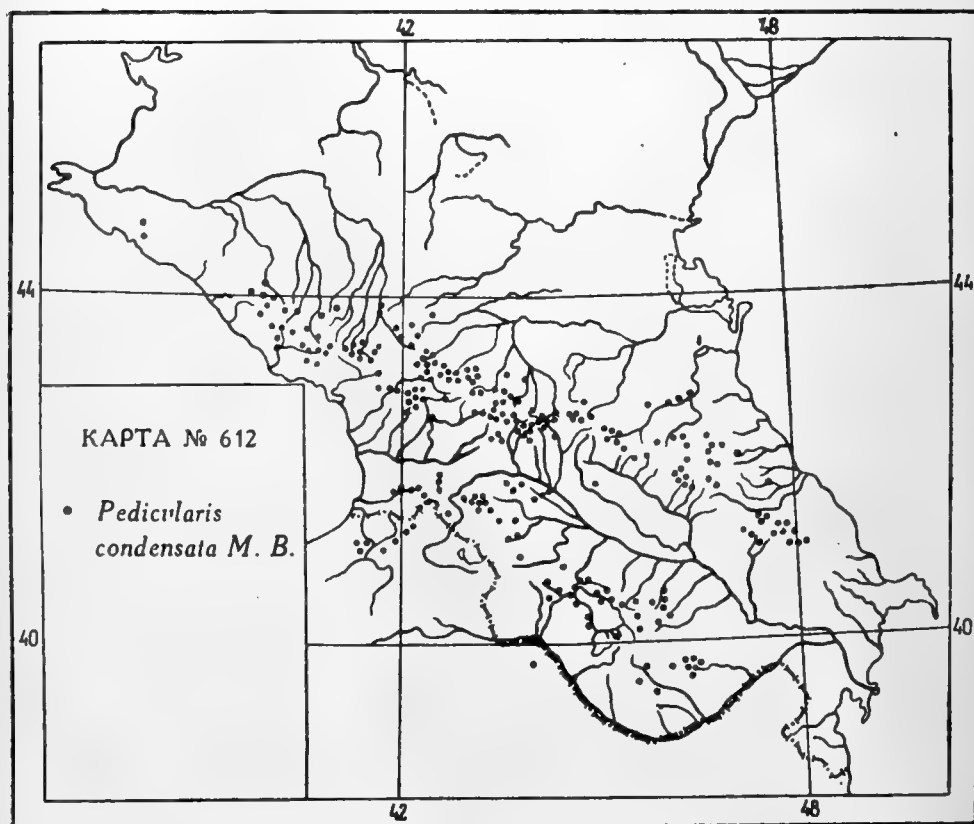 42 48
44 44
КАРТА № 612
Pedicularis
condensata M. B.
40 40
42 48